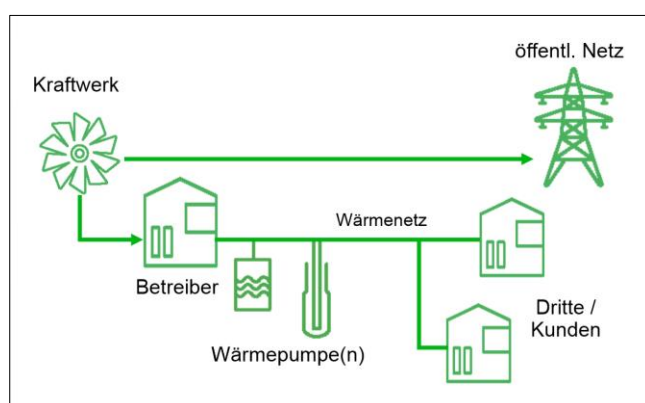 öffentl. Netz
Kraftwerk
Wärmenetz
Betreiber
Wärmepumpe(n)
Dritte /
Kunden